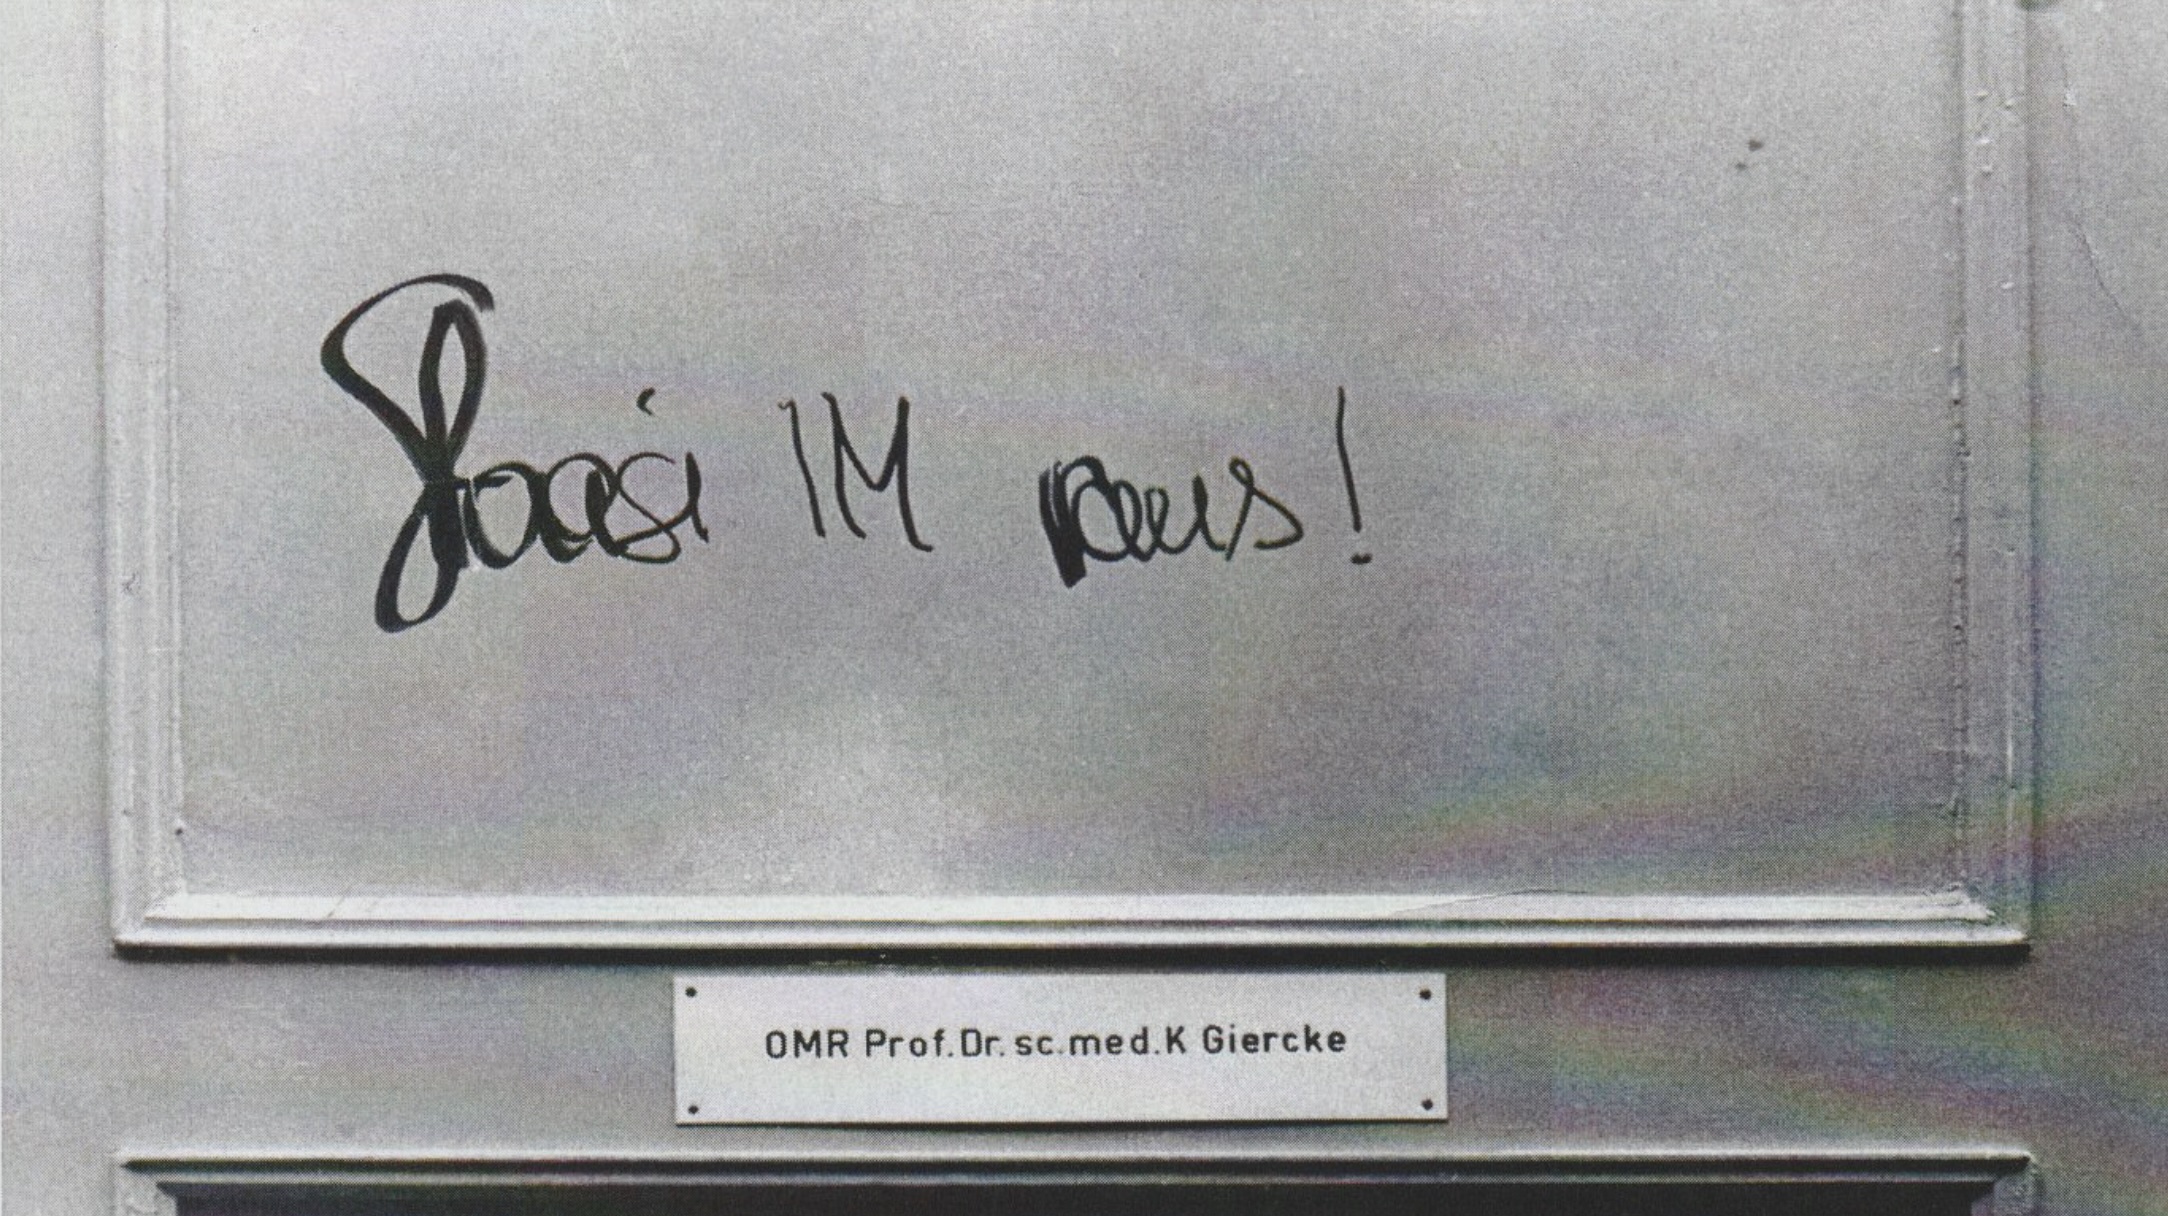 Stasi IM raus!
OMR Prof. Dr. sc. med. K Giercke